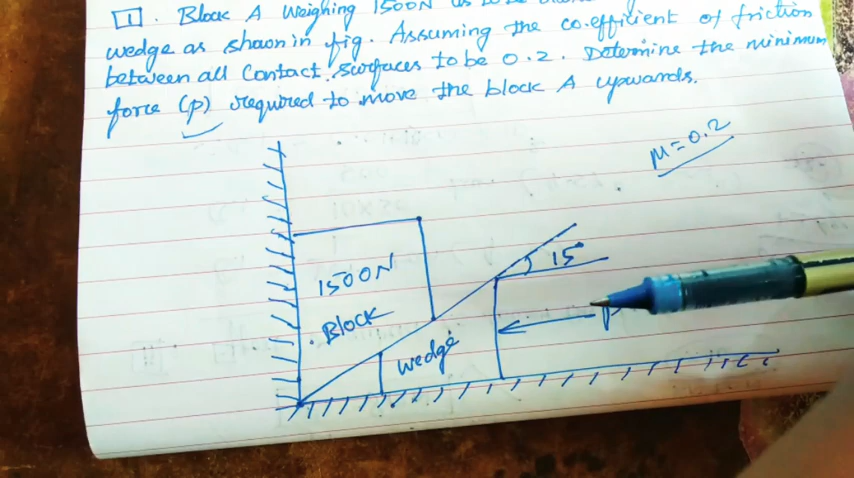 1. Block A Weighing 1500N
wedge as shown in fig. Assuming the co.efficient of friction
between all contact surfaces to be 0.2. Determine the minimum
force (P) required to move the block A upwards.
M=0.2
15°
1500N
Block
wedge
P